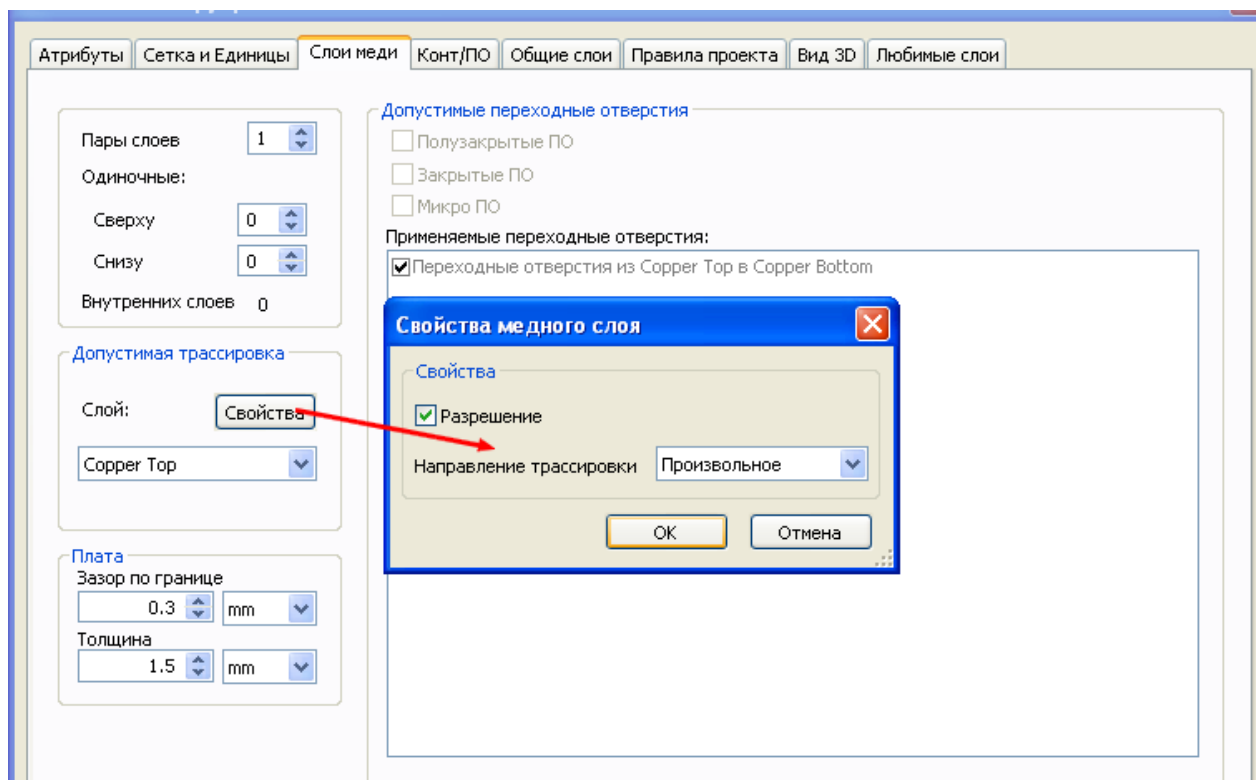 Атрибуты Сетка и Единицы Слои меди Конт/ПО Общие слои Правила проекта Вид 3D Любимые слои
Допустимые переходные отверстия
Пары слоев 1
Полузакрытые ПО
Одиночные:
Закрытые ПО
Микро ПО
Сверху 0
Применяемые переходные отверстия:
Снизу 0
Переходные отверстия из Copper Top в Copper Bottom
Внутренних слоев 0
Свойства медного слоя
Допустимая трассировка
Свойства
Слой: Свойства
Разрешение
Copper Top
Направление трассировки Произвольное
OK Отмена
Плата
Зазор по границе
0.3 mm
Толщина
1.5 mm